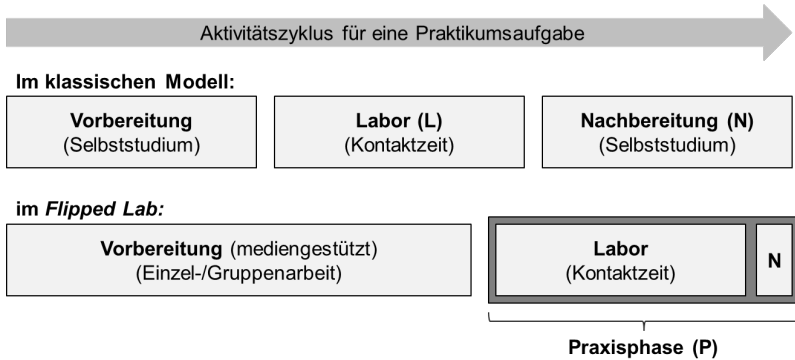 Aktivitätszyklus für eine Praktikumsaufgabe
Im klassischen Modell:
Vorbereitung
(Selbststudium)
Labor (L)
(Kontaktzeit)
Nachbereitung (N)
(Selbststudium)
im Flipped Lab:
Vorbereitung (mediengestützt)
(Einzel-/Gruppenarbeit)
Labor
(Kontaktzeit)
N
Praxisphase (P)